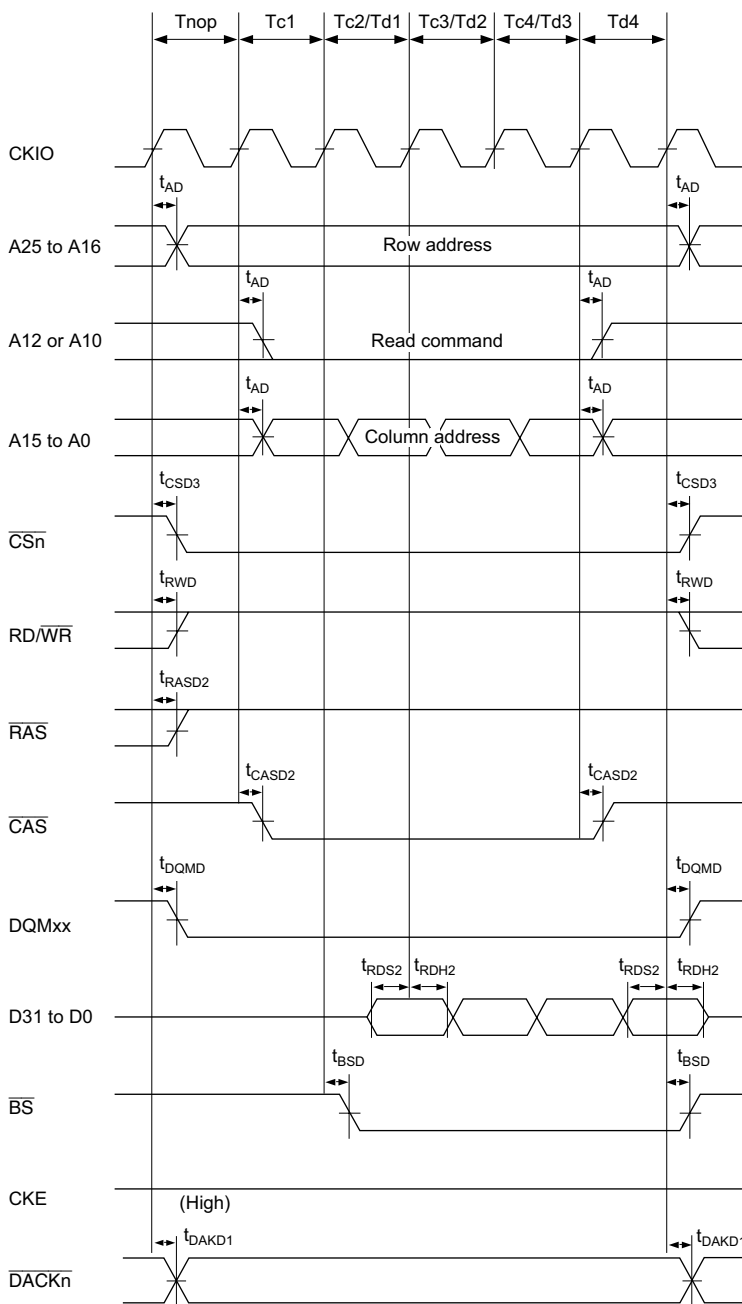 Tnop Tc1 Tc2/Td1 Tc3/Td2 Tc4/Td3 Td4
CKIO
tAD tAD
A25 to A16 Row address
tAD tAD
A12 or A10 Read command
tAD tAD
A15 to A0 Column address
tCSD3 tCSD3
CSn
tRWD tRWD
RD/WR
tRASD2
RAS
tCASD2 tCASD2
CAS
tDQMD tDQMD
DQMxx
tRDS2 tRDH2 tRDS2 tRDH2
D31 to D0
tBSD tBSD
BS
CKE (High)
tDAKD1 tDAKD1
DACKn